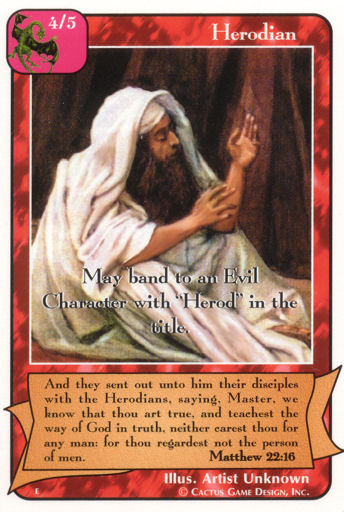 4/5
Herodian
May band to an Evil
Character with "Herod" in the
title.
And they sent out unto him their disciples
with the Herodians, saying, Master, we
know that thou art true, and teachest the
way of God in truth, neither carest thou for
any man: for thou regardest not the person
of men. Matthew 22:16
Illus. Artist Unknown
E © CACTUS GAME DESIGN, INC.